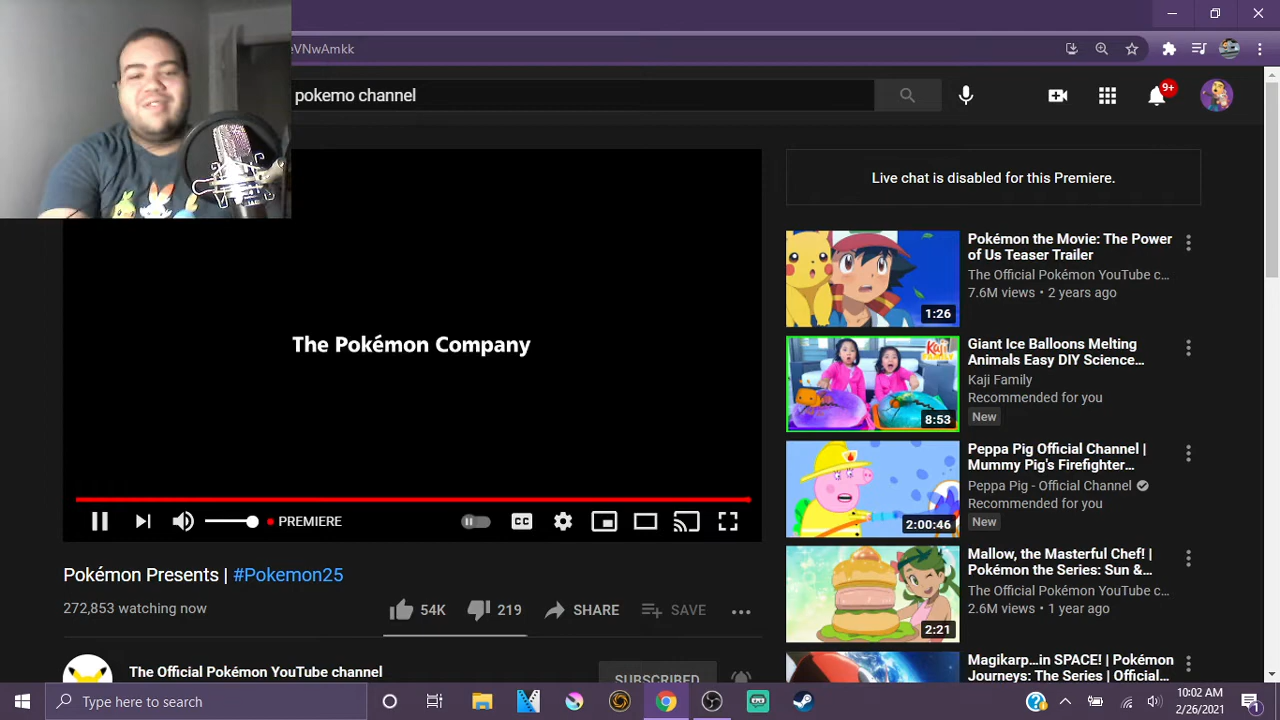 eVNwAmkk
pokemo channel
9+
Live chat is disabled for this Premiere.
The Pokémon Company
PREMIERE
CC
Pokémon Presents | #Pokemon25
272,853 watching now
54K
219
SHARE
SAVE
The Official Pokémon YouTube channel
SUBSCRIBED
Pokémon the Movie: The Power
of Us Teaser Trailer
The Official Pokémon YouTube c...
7.6M views • 2 years ago
1:26
Giant Ice Balloons Melting
Animals Easy DIY Science...
Kaji Family
Recommended for you
New
Kaji
FAMILY
8:53
Peppa Pig Official Channel |
Mummy Pig's Firefighter...
Peppa Pig - Official Channel
Recommended for you
New
2:00:46
Mallow, the Masterful Chef! |
Pokémon the Series: Sun &...
The Official Pokémon YouTube c...
2.6M views • 1 year ago
2:21
Magikarp...in SPACE! | Pokémon
Journeys: The Series | Official...
Type here to search
10:02 AM
2/26/2021
1